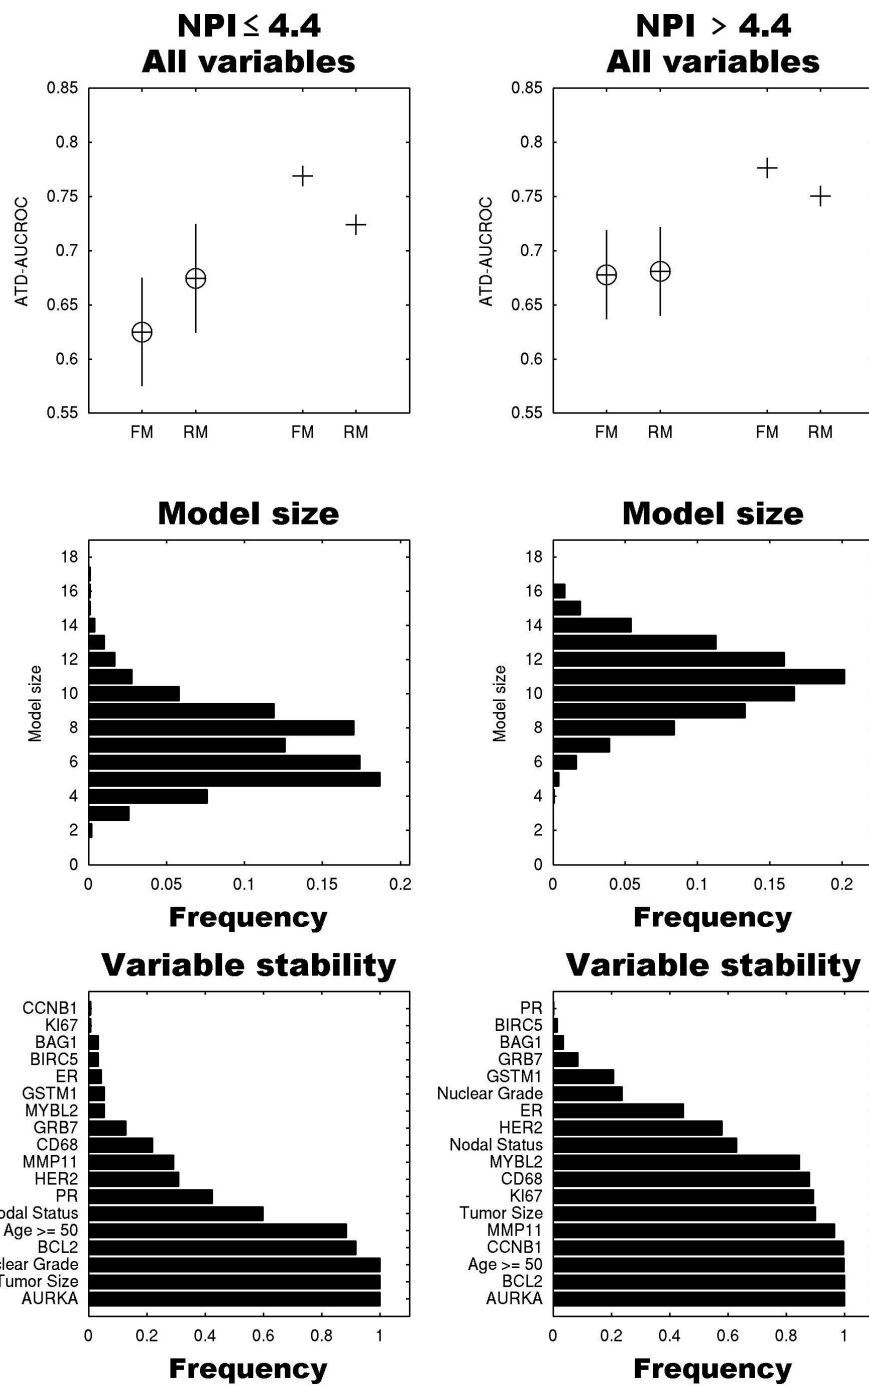 NPI ≤ 4.4
All variables
0.85
0.8
0.75
0.7
0.65
0.6
0.55
ATD-AUCROC
FM RM FM RM
NPI > 4.4
All variables
0.85
0.8
0.75
0.7
0.65
0.6
0.55
ATD-AUCROC
FM RM FM RM
Model size
18
16
14
12
10
8
6
4
2
0
Model size
0 0.05 0.1 0.15 0.2
Frequency
Model size
18
16
14
12
10
8
6
4
2
0
Model size
0 0.05 0.1 0.15 0.2
Frequency
Variable stability
CCNB1
KI67
BAG1
BIRC5
ER
GSTM1
MYBL2
GRB7
CD68
MMP11
HER2
PR
odal Status
Age >= 50
BCL2
clear Grade
Tumor Size
AURKA
0 0.2 0.4 0.6 0.8 1
Frequency
Variable stability
PR
BIRC5
BAG1
GRB7
GSTM1
Nuclear Grade
ER
HER2
Nodal Status
MYBL2
CD68
KI67
Tumor Size
MMP11
CCNB1
Age >= 50
BCL2
AURKA
0 0.2 0.4 0.6 0.8 1
Frequency